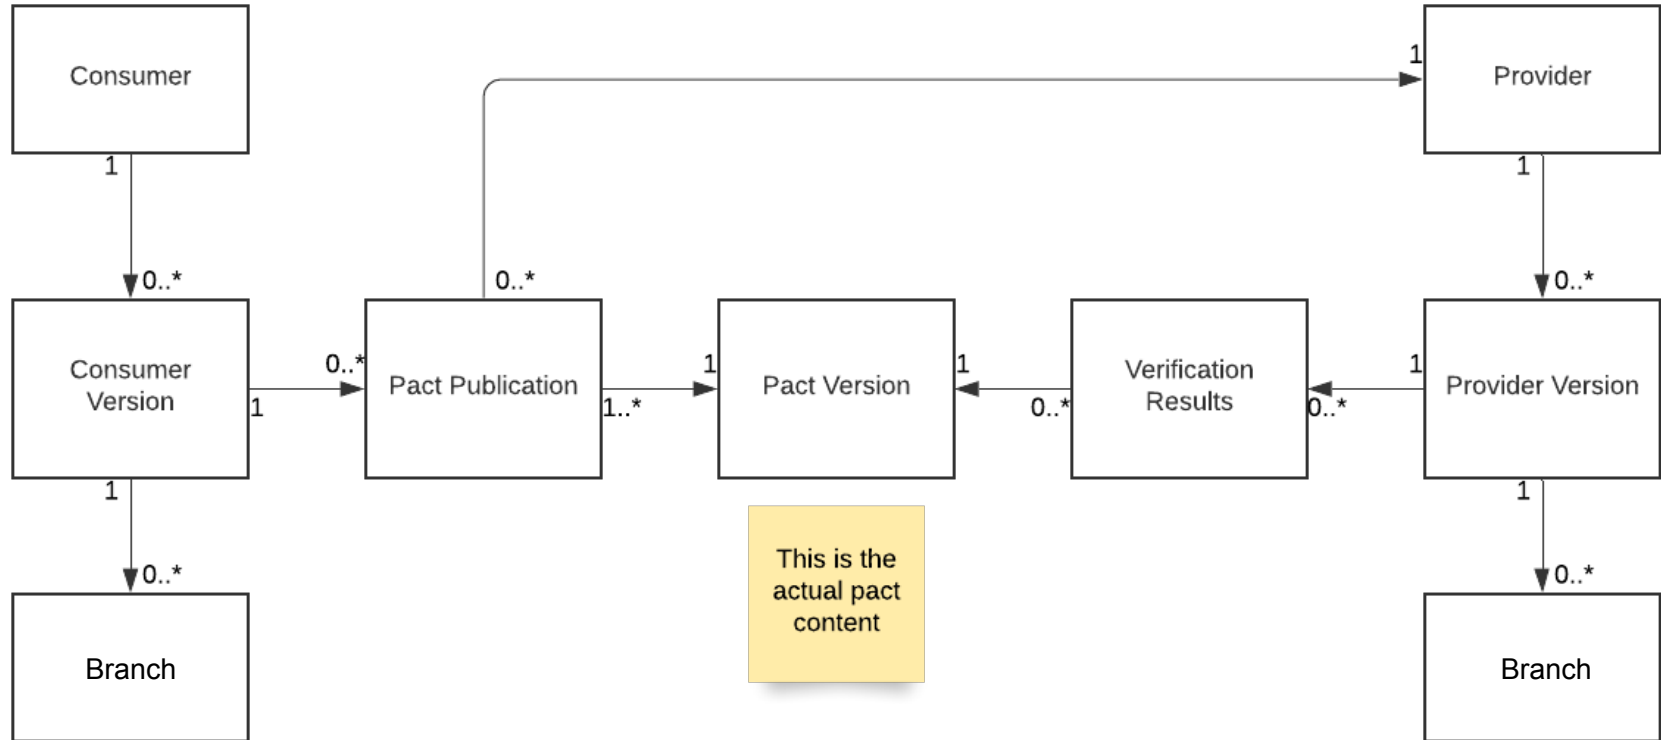 Consumer
1
Provider
1
1
0..*
0..*
0..*
Consumer
Version
0..*
1
Pact Publication
1
1..*
Pact Version
1
0..*
Verification
Results
1
0..*
Provider Version
1
1
This is the
actual pact
content
0..*
0..*
Branch
Branch